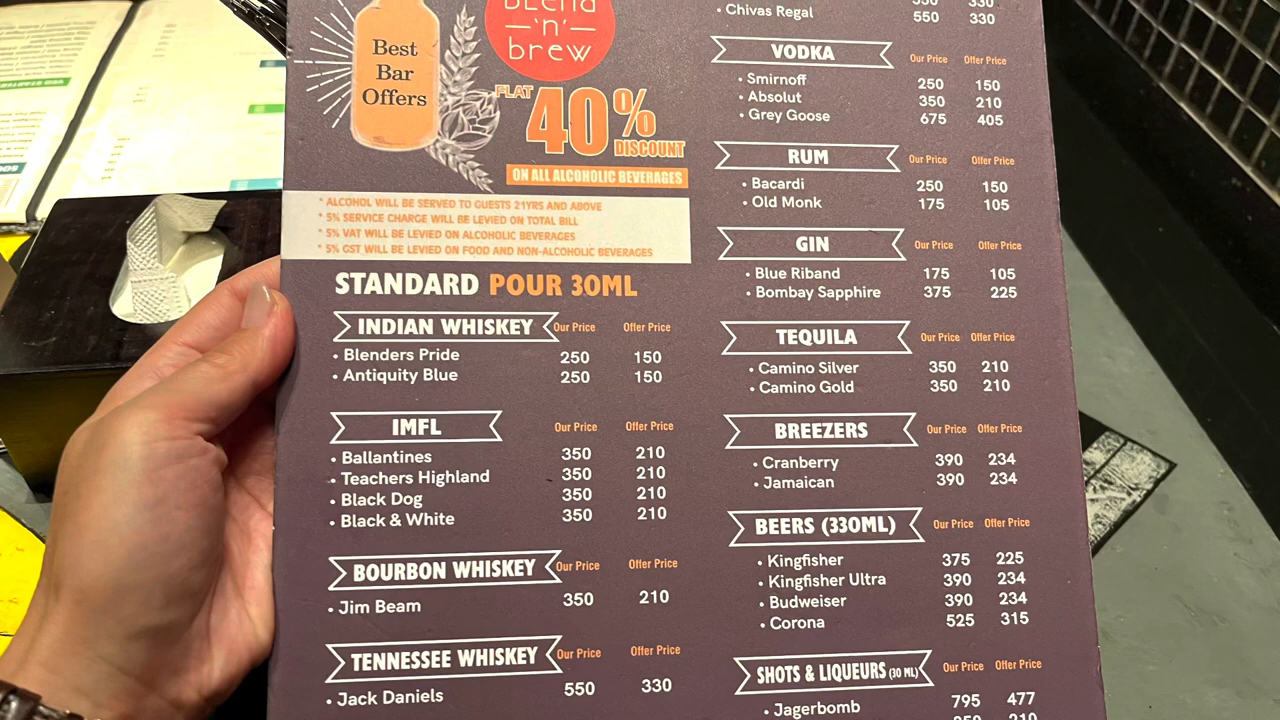 Best
Bar
Offers
Blend
– 'n' –
brew
FLAT 40% DISCOUNT
ON ALL ALCOHOLIC BEVERAGES
* ALCOHOL WILL BE SERVED TO GUESTS 21YRS AND ABOVE
* 5% SERVICE CHARGE WILL BE LEVIED ON TOTAL BILL
* 5% VAT WILL BE LEVIED ON ALCOHOLIC BEVERAGES
* 5% GST WILL BE LEVIED ON FOOD AND NON-ALCOHOLIC BEVERAGES
STANDARD POUR 30ML
INDIAN WHISKEY Our Price Offer Price
• Blenders Pride 250 150
• Antiquity Blue 250 150
IMFL Our Price Offer Price
• Ballantines 350 210
• Teachers Highland 350 210
• Black Dog 350 210
• Black & White 350 210
BOURBON WHISKEY Our Price Offer Price
• Jim Beam 350 210
TENNESSEE WHISKEY Our Price Offer Price
• Jack Daniels 550 330
550 330
• Chivas Regal 550 330
VODKA Our Price Offer Price
• Smirnoff 250 150
• Absolut 350 210
• Grey Goose 675 405
RUM Our Price Offer Price
• Bacardi 250 150
• Old Monk 175 105
GIN Our Price Offer Price
• Blue Riband 175 105
• Bombay Sapphire 375 225
TEQUILA Our Price Offer Price
• Camino Silver 350 210
• Camino Gold 350 210
BREEZERS Our Price Offer Price
• Cranberry 390 234
• Jamaican 390 234
BEERS (330ML) Our Price Offer Price
• Kingfisher 375 225
• Kingfisher Ultra 390 234
• Budweiser 390 234
• Corona 525 315
SHOTS & LIQUEURS (30 ML) Our Price Offer Price
• Jagerbomb 795 477
350 210